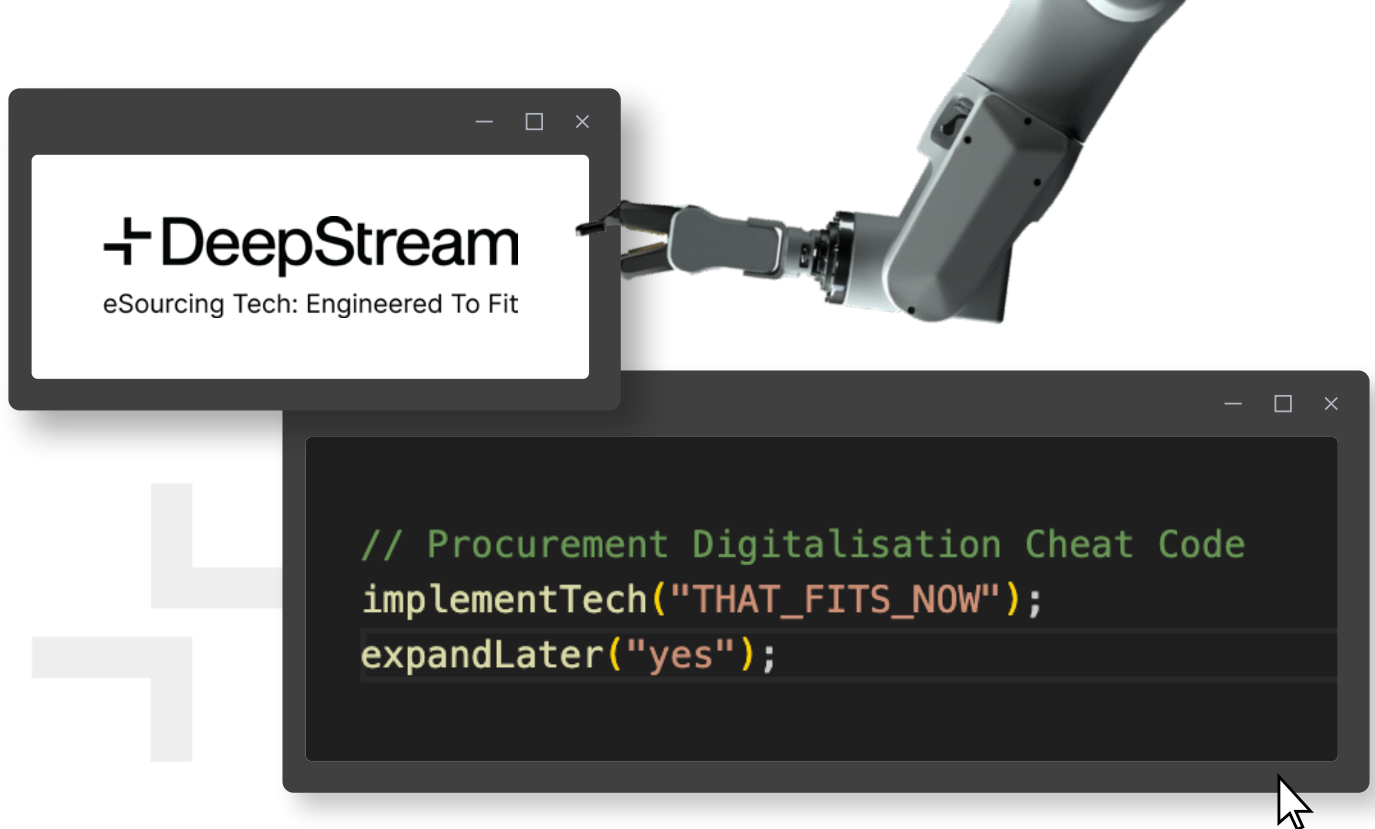 DeepStream
eSourcing Tech: Engineered To Fit
// Procurement Digitalisation Cheat Code
implementTech("THAT_FITS_NOW");
expandLater("yes");